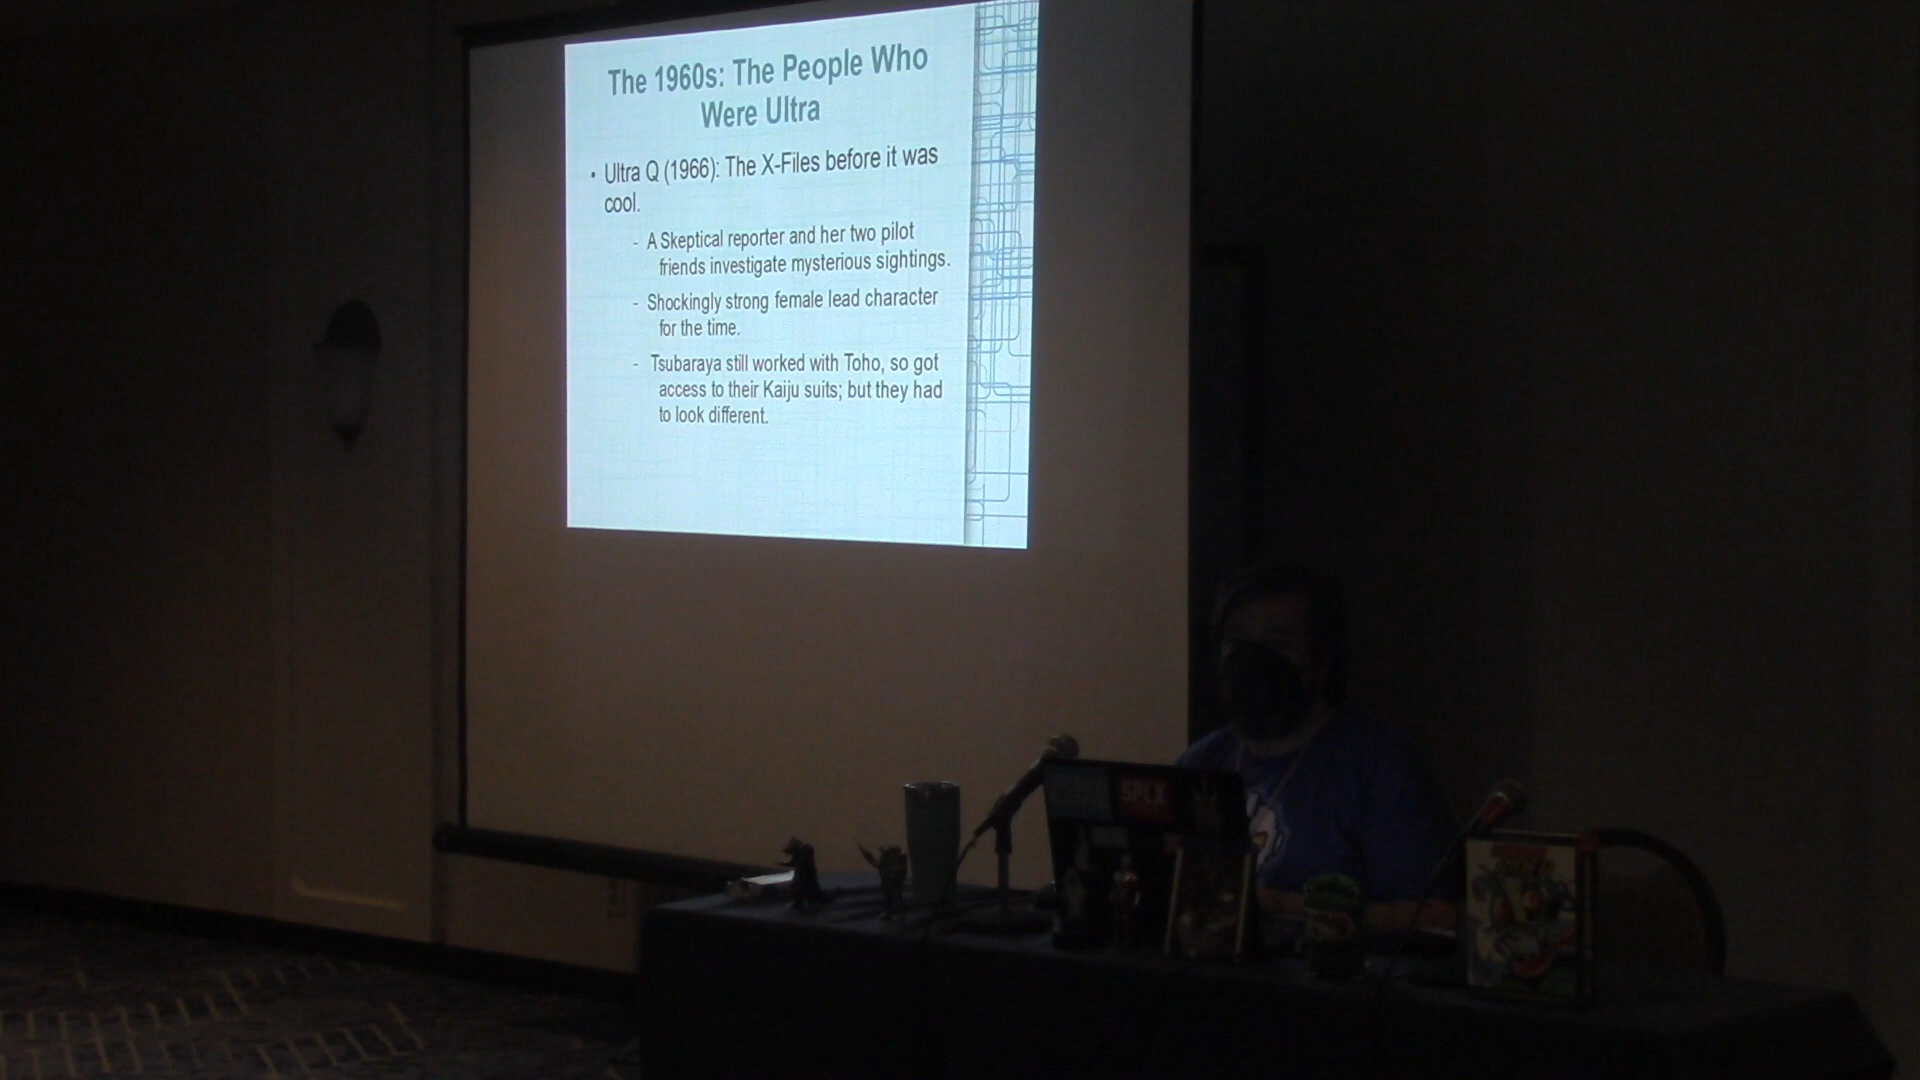 The 1960s: The People Who
Were Ultra
• Ultra Q (1966): The X-Files before it was
cool.
- A Skeptical reporter and her two pilot
friends investigate mysterious sightings.
- Shockingly strong female lead character
for the time.
- Tsubaraya still worked with Toho, so got
access to their Kaiju suits; but they had
to look different.
SPLX